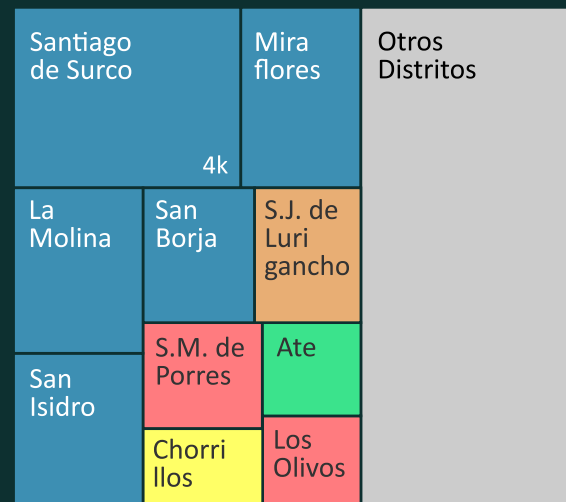 Santiago
de Surco
4k
Mira
flores
Otros
Distritos
La
Molina
San
Borja
S.J. de
Luri
gancho
S.M. de
Porres
Ate
San
Isidro
Chorri
llos
Los
Olivos